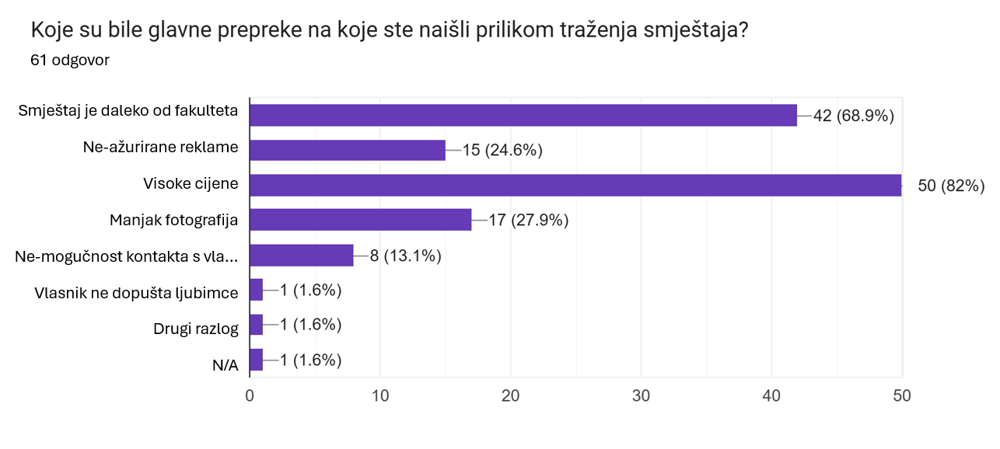 Koje su bile glavne prepreke na koje ste naišli prilikom traženja smještaja?
61 odgovor
Smještaj je daleko od fakulteta 42 (68.9%)
Ne-ažurirane reklame 15 (24.6%)
Visoke cijene 50 (82%)
Manjak fotografija 17 (27.9%)
Ne-mogučnost kontakta s vla... 8 (13.1%)
Vlasnik ne dopušta ljubimce 1 (1.6%)
Drugi razlog 1 (1.6%)
N/A 1 (1.6%)
0 10 20 30 40 50